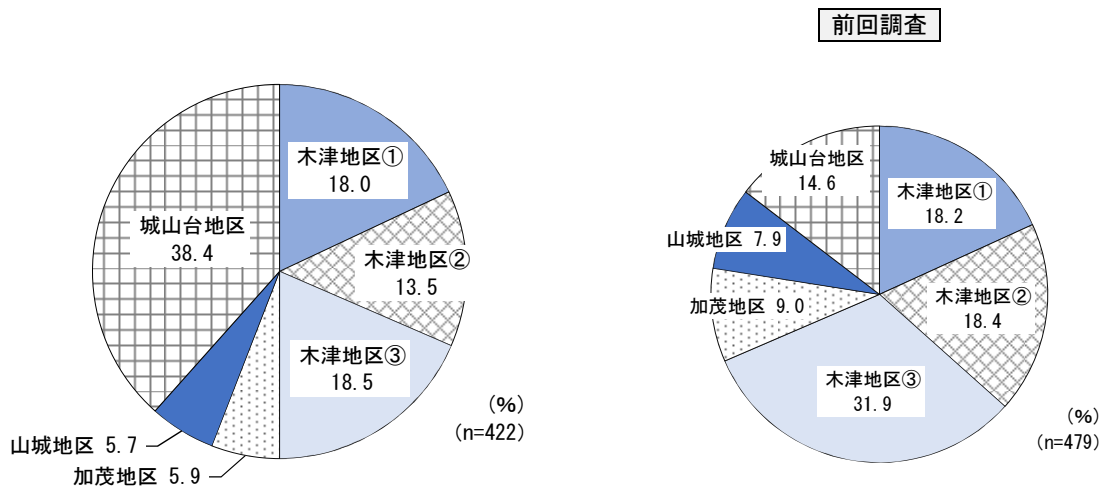 前回調査
木津地区①
18.0
木津地区②
13.5
木津地区③
18.5
加茂地区 5.9
山城地区 5.7
城山台地区
38.4
(%)
(n=422)
木津地区①
18.2
木津地区②
18.4
木津地区③
31.9
加茂地区 9.0
山城地区 7.9
城山台地区
14.6
(%)
(n=479)